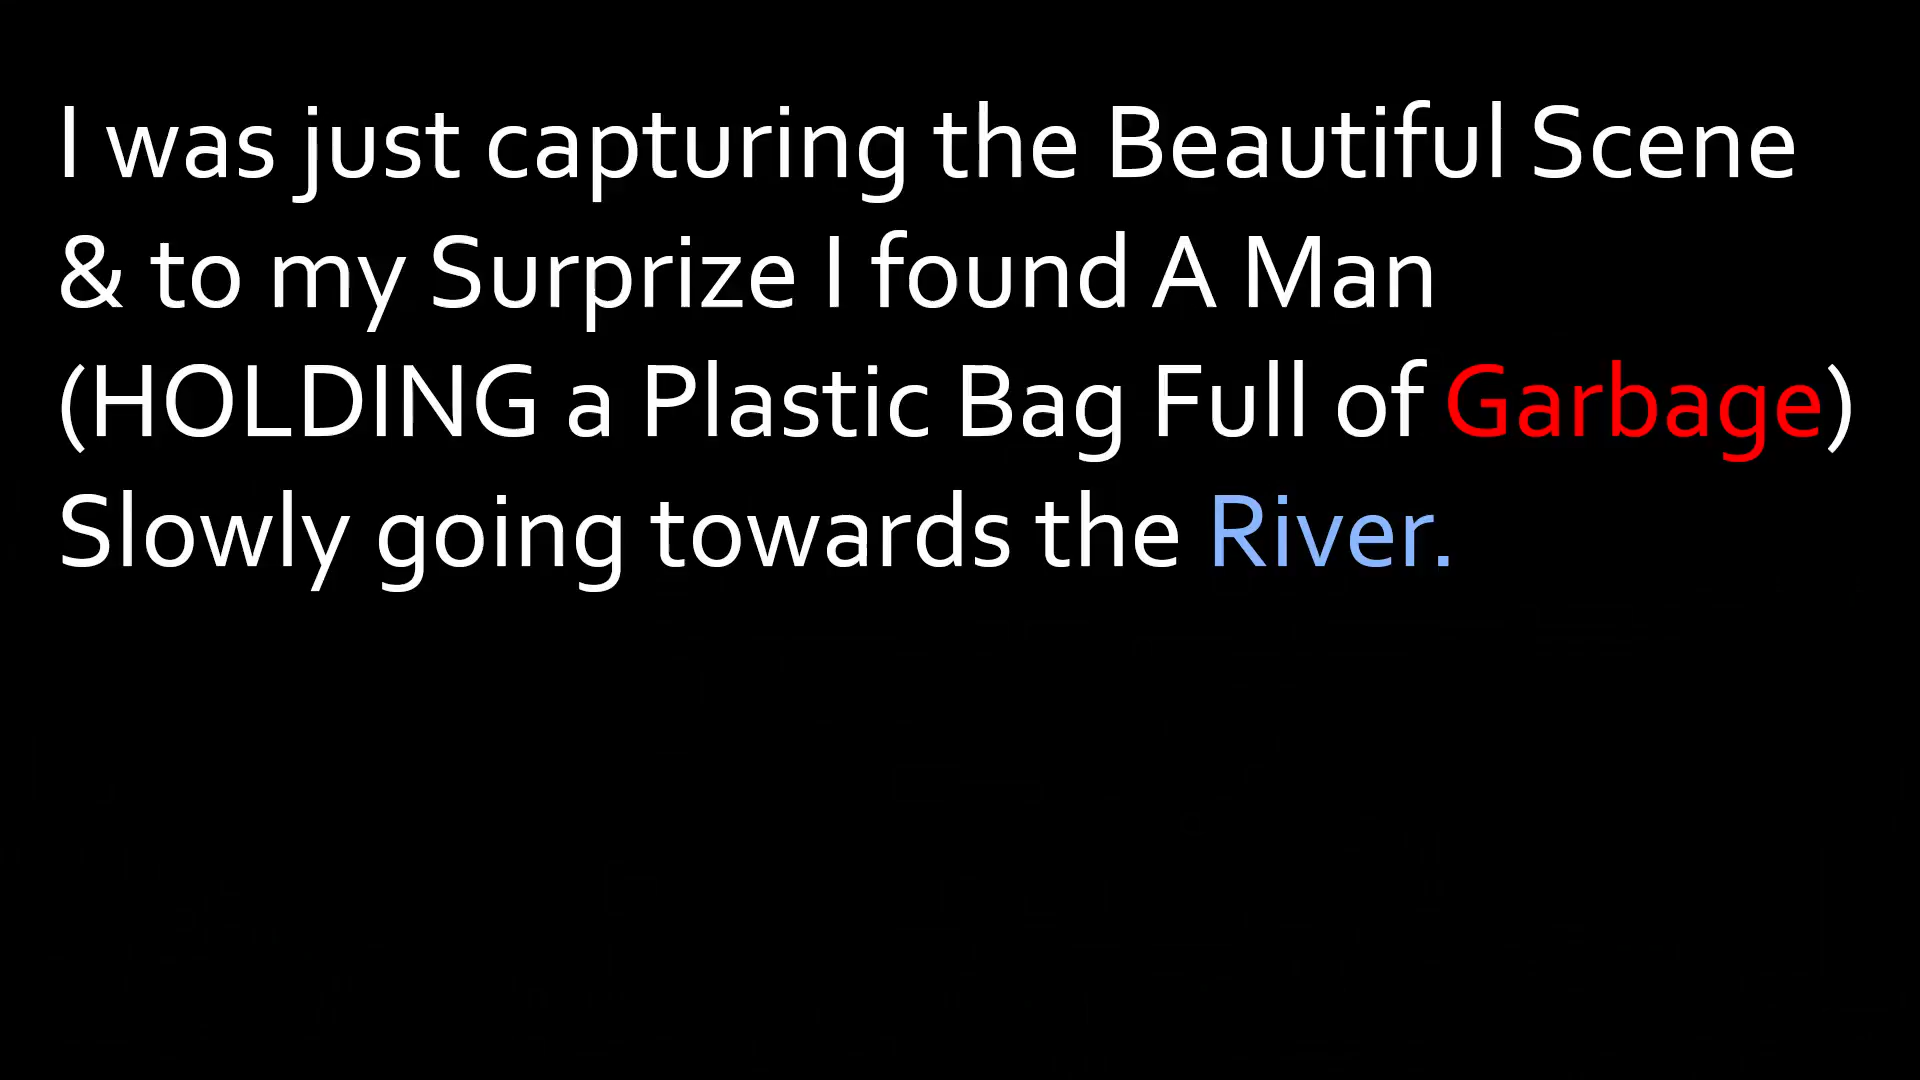 I was just capturing the Beautiful Scene
& to my Surprize I found A Man
(HOLDING a Plastic Bag Full of Garbage)
Slowly going towards the River.